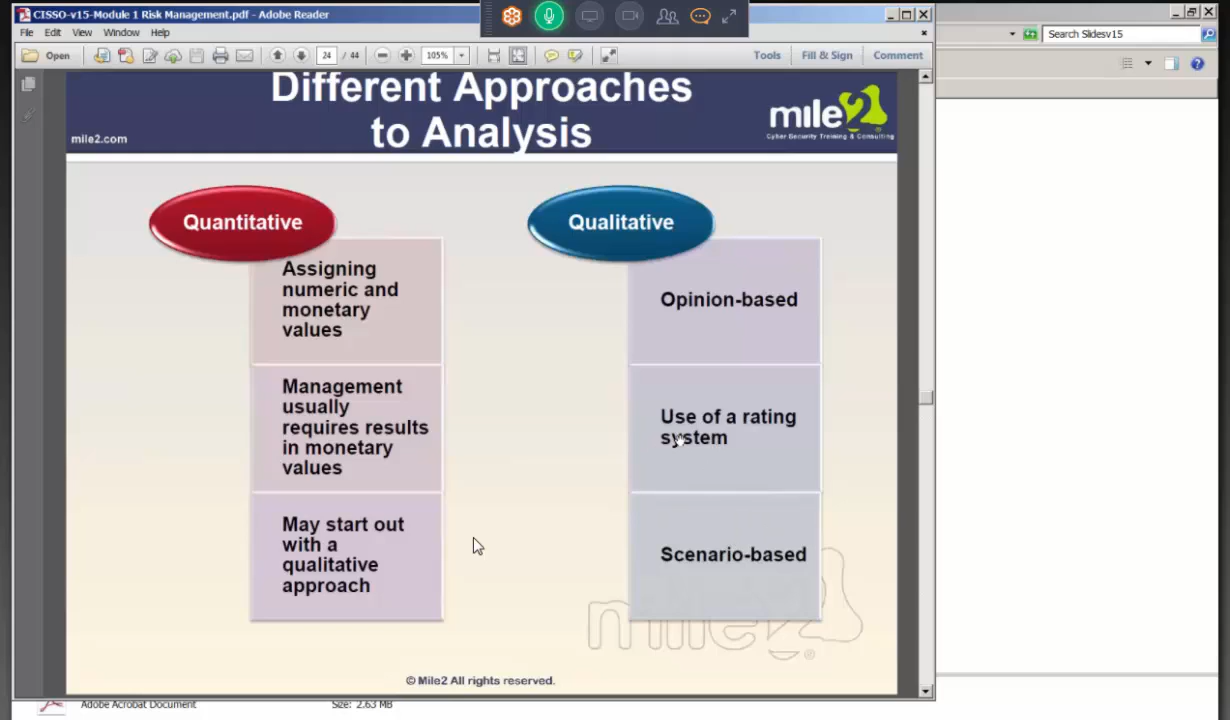 CISSO-v15-Module 1 Risk Management.pdf - Adobe Reader
File Edit View Window Help
Open
24 / 44
105%
Tools Fill & Sign Comment
Search Slidesv15
Different Approaches
to Analysis
mile2.com
mile2
Cyber Security Training & Consulting
Quantitative
Assigning
numeric and
monetary
values
Management
usually
requires results
in monetary
values
May start out
with a
qualitative
approach
Qualitative
Opinion-based
Use of a rating
system
Scenario-based
mile2
© Mile2 All rights reserved.
Adobe Acrobat Document
Size: 2.63 MB